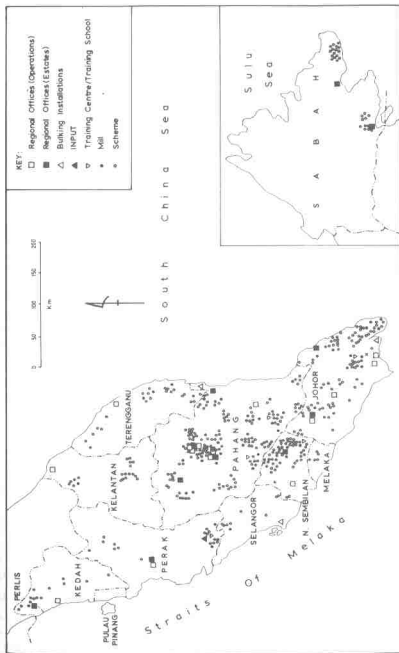 KEY:
Regional Offices (Operations)
Regional Offices (Estates)
Bulking Installations
INPUT
Training Centre/Training School
Mill
Scheme
0 50 100 150 200
Km
South China Sea
Sulu
Sea
SABAH
PERLIS
KEDAH
PULAU
PINANG
PERAK
KELANTAN
TERENGGANU
PAHANG
SELANGOR
N. SEMBILAN
MELAKA
JOHOR
Straits Of Melaka